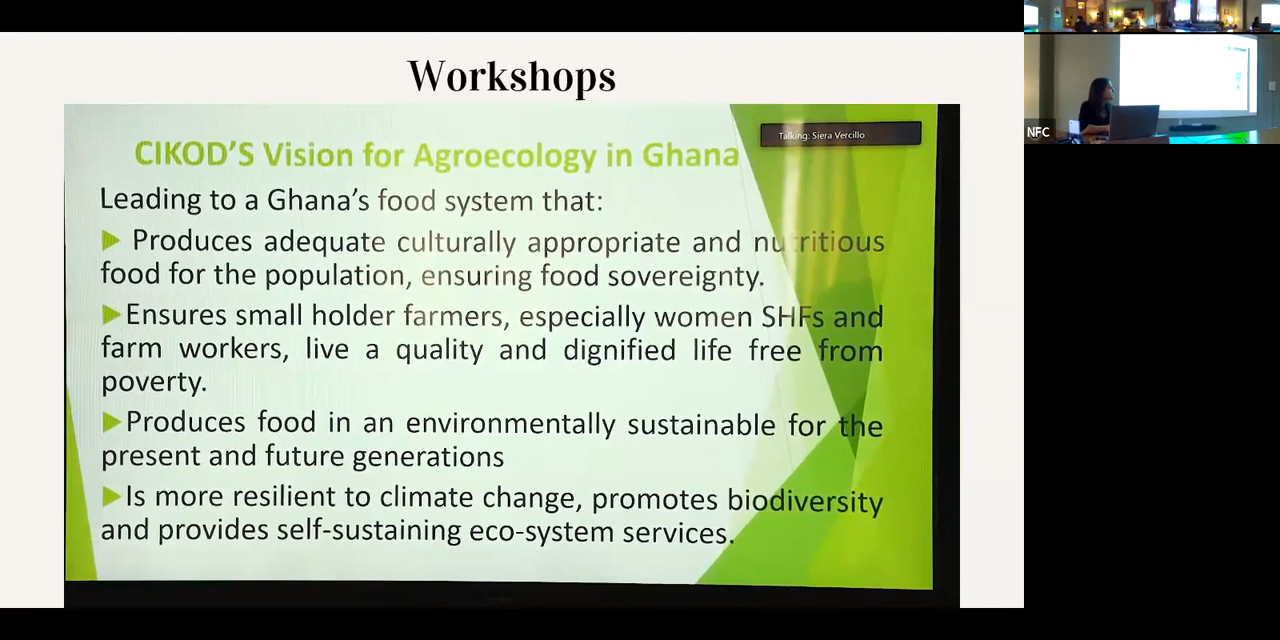 Workshops
Talking: Siera Vercillo
CIKOD'S Vision for Agroecology in Ghana
Leading to a Ghana's food system that:
Produces adequate culturally appropriate and nutritious
food for the population, ensuring food sovereignty.
Ensures small holder farmers, especially women SHFs and
farm workers, live a quality and dignified life free from
poverty.
Produces food in an environmentally sustainable for the
present and future generations
Is more resilient to climate change, promotes biodiversity
and provides self-sustaining eco-system services.
NFC